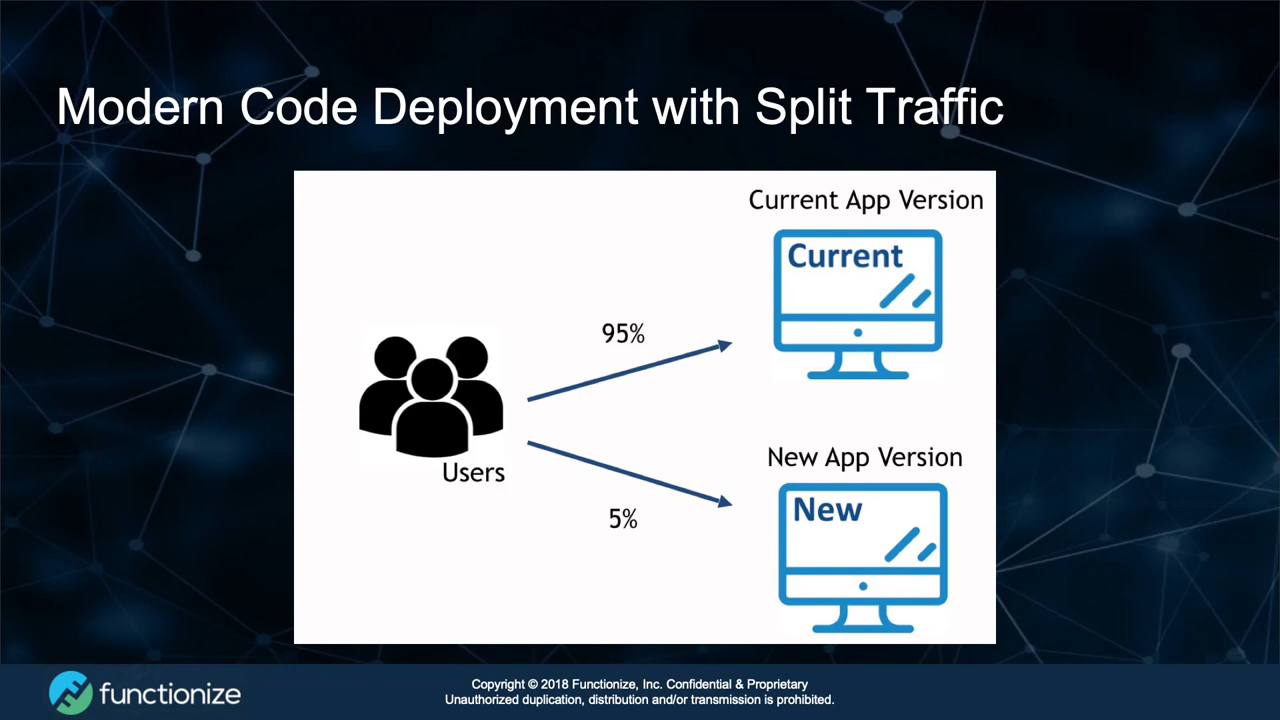 Modern Code Deployment with Split Traffic
Current App Version
Current
95%
Users
New App Version
New
5%
functionize
Copyright © 2018 Functionize, Inc. Confidential & Proprietary
Unauthorized duplication, distribution and/or transmission is prohibited.